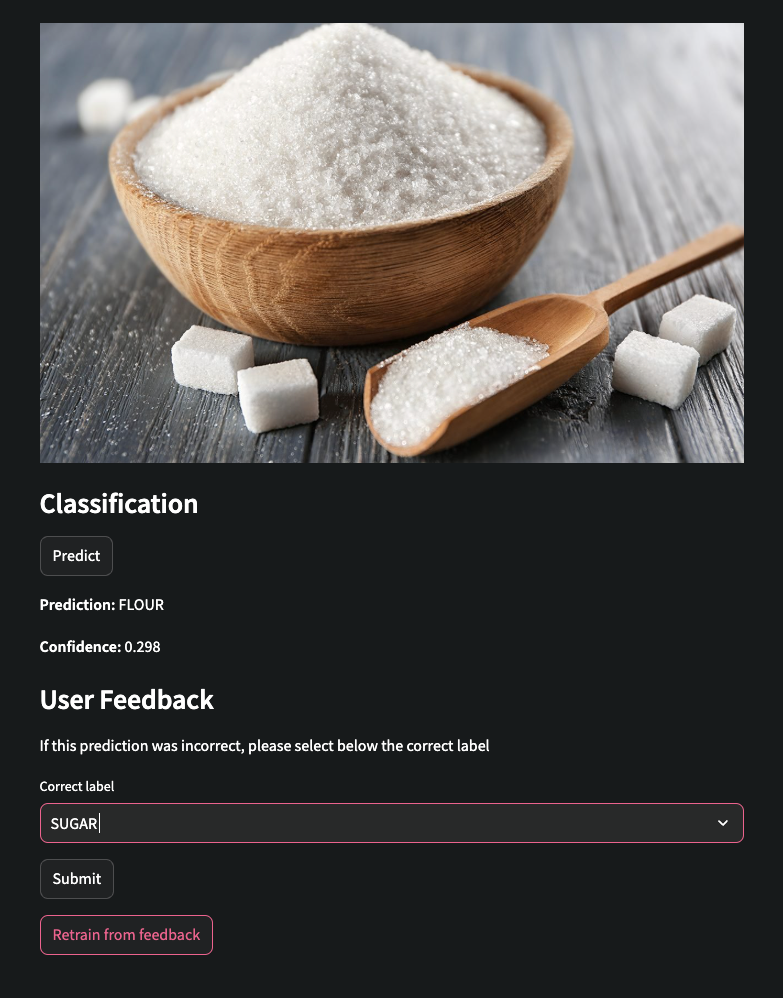 Classification
Predict
Prediction: FLOUR
Confidence: 0.298
User Feedback
If this prediction was incorrect, please select below the correct label
Correct label
SUGAR
Submit
Retrain from feedback